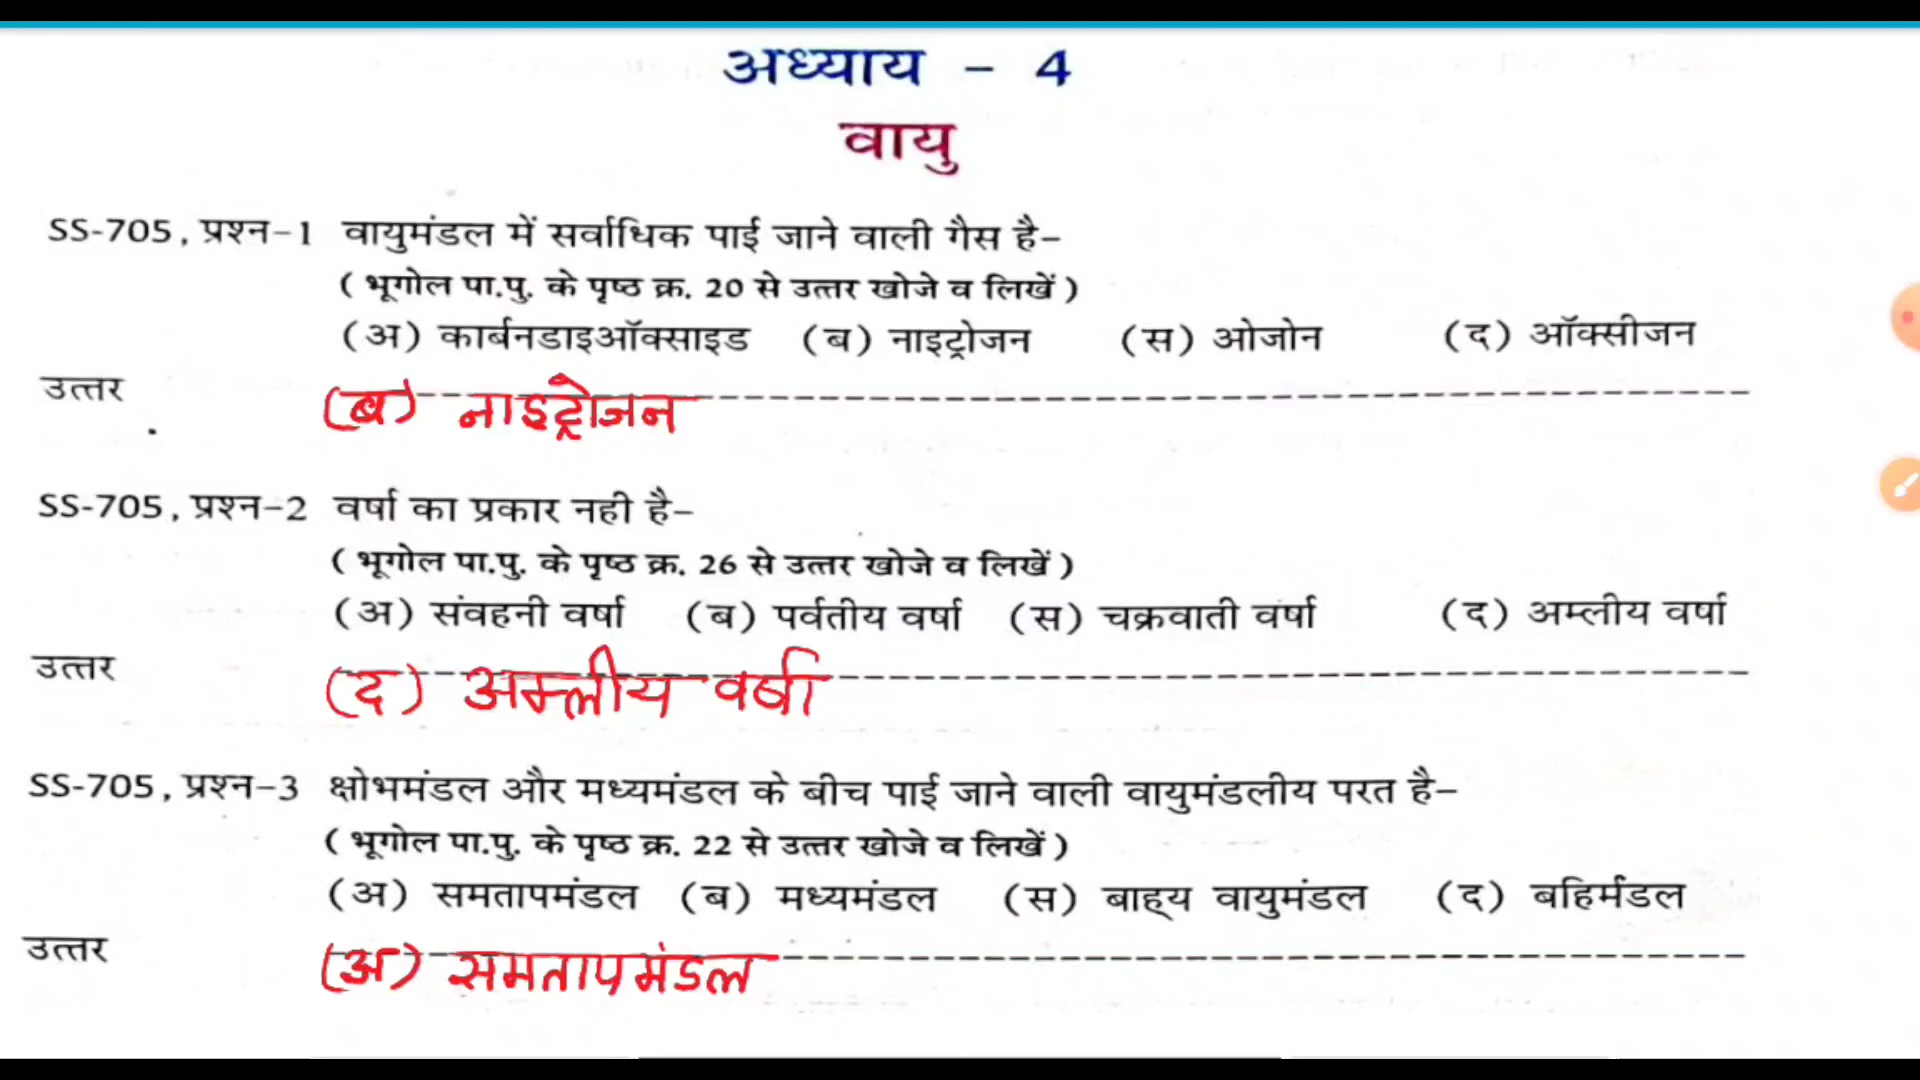 अध्याय - 4
वायु
SS-705, प्रश्न-1 वायुमंडल में सर्वाधिक पाई जाने वाली गैस है-
( भूगोल पा.पु. के पृष्ठ क्र. 20 से उत्तर खोजे व लिखें )
(अ) कार्बनडाइऑक्साइड (ब) नाइट्रोजन (स) ओजोन (द) ऑक्सीजन
उत्तर (ब) नाइट्रोजन
SS-705, प्रश्न-2 वर्षा का प्रकार नही है-
( भूगोल पा.पु. के पृष्ठ क्र. 26 से उत्तर खोजे व लिखें )
(अ) संवहनी वर्षा (ब) पर्वतीय वर्षा (स) चक्रवाती वर्षा (द) अम्लीय वर्षा
उत्तर (द) अम्लीय वर्षा
SS-705, प्रश्न-3 क्षोभमंडल और मध्यमंडल के बीच पाई जाने वाली वायुमंडलीय परत है-
( भूगोल पा.पु. के पृष्ठ क्र. 22 से उत्तर खोजे व लिखें )
(अ) समतापमंडल (ब) मध्यमंडल (स) बाह्य वायुमंडल (द) बहिर्मंडल
उत्तर (अ) समतापमंडल